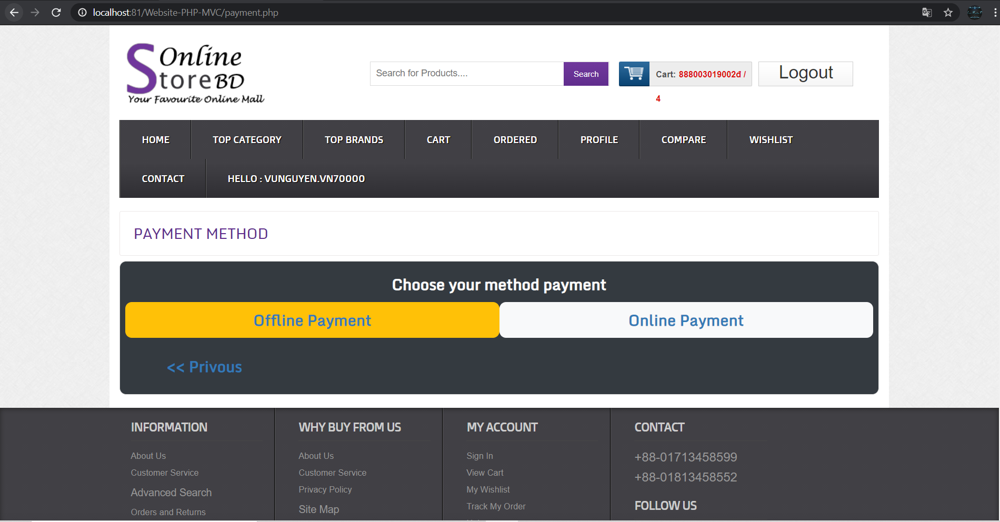 localhost:81/Website-PHP-MVC/payment.php
Online
Store BD
Your Favourite Online Mall
Search for Products....
Search
Cart: 888003019002đ /
4
Logout
HOME
TOP CATEGORY
TOP BRANDS
CART
ORDERED
PROFILE
COMPARE
WISHLIST
CONTACT
HELLO : VUNGUYEN.VN70000
PAYMENT METHOD
Choose your method payment
Offline Payment
Online Payment
<< Privous
INFORMATION
About Us
Customer Service
Advanced Search
Orders and Returns
WHY BUY FROM US
About Us
Customer Service
Privacy Policy
Site Map
MY ACCOUNT
Sign In
View Cart
My Wishlist
Track My Order
CONTACT
+88-01713458599
+88-01813458552
FOLLOW US